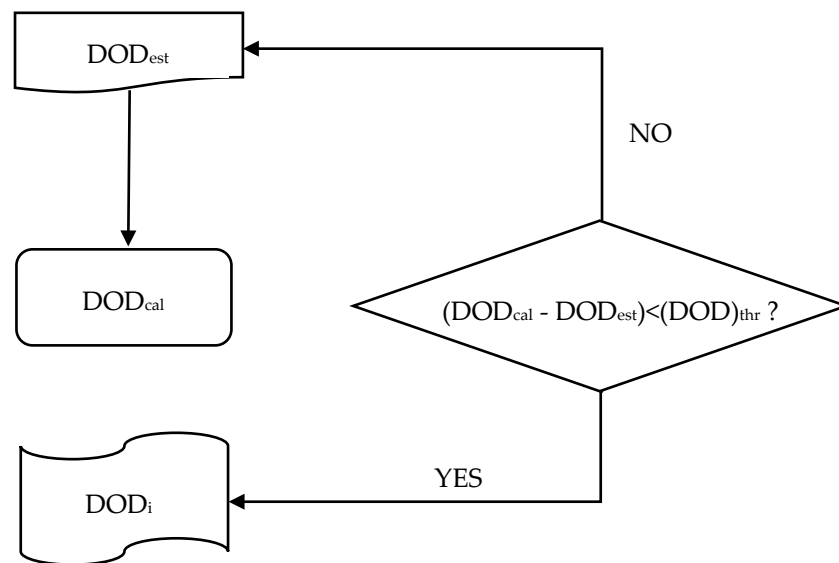 DODest
NO
DODcal
(DODcal - DODest)<(DOD)thr ?
YES
DODi